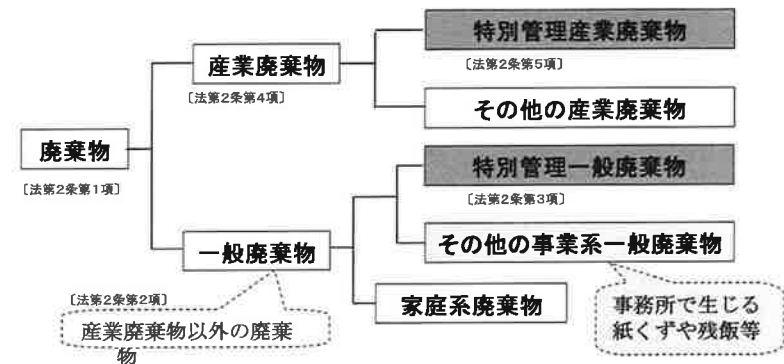 特別管理産業廃棄物
産業廃棄物
〔法第2条第5項〕
〔法第2条第4項〕
その他の産業廃棄物
廃棄物
〔法第2条第1項〕
特別管理一般廃棄物
〔法第2条第3項〕
一般廃棄物
その他の事業系一般廃棄物
〔法第2条第2項〕
産業廃棄物以外の廃棄
物
家庭系廃棄物
事務所で生じる
紙くずや残飯等